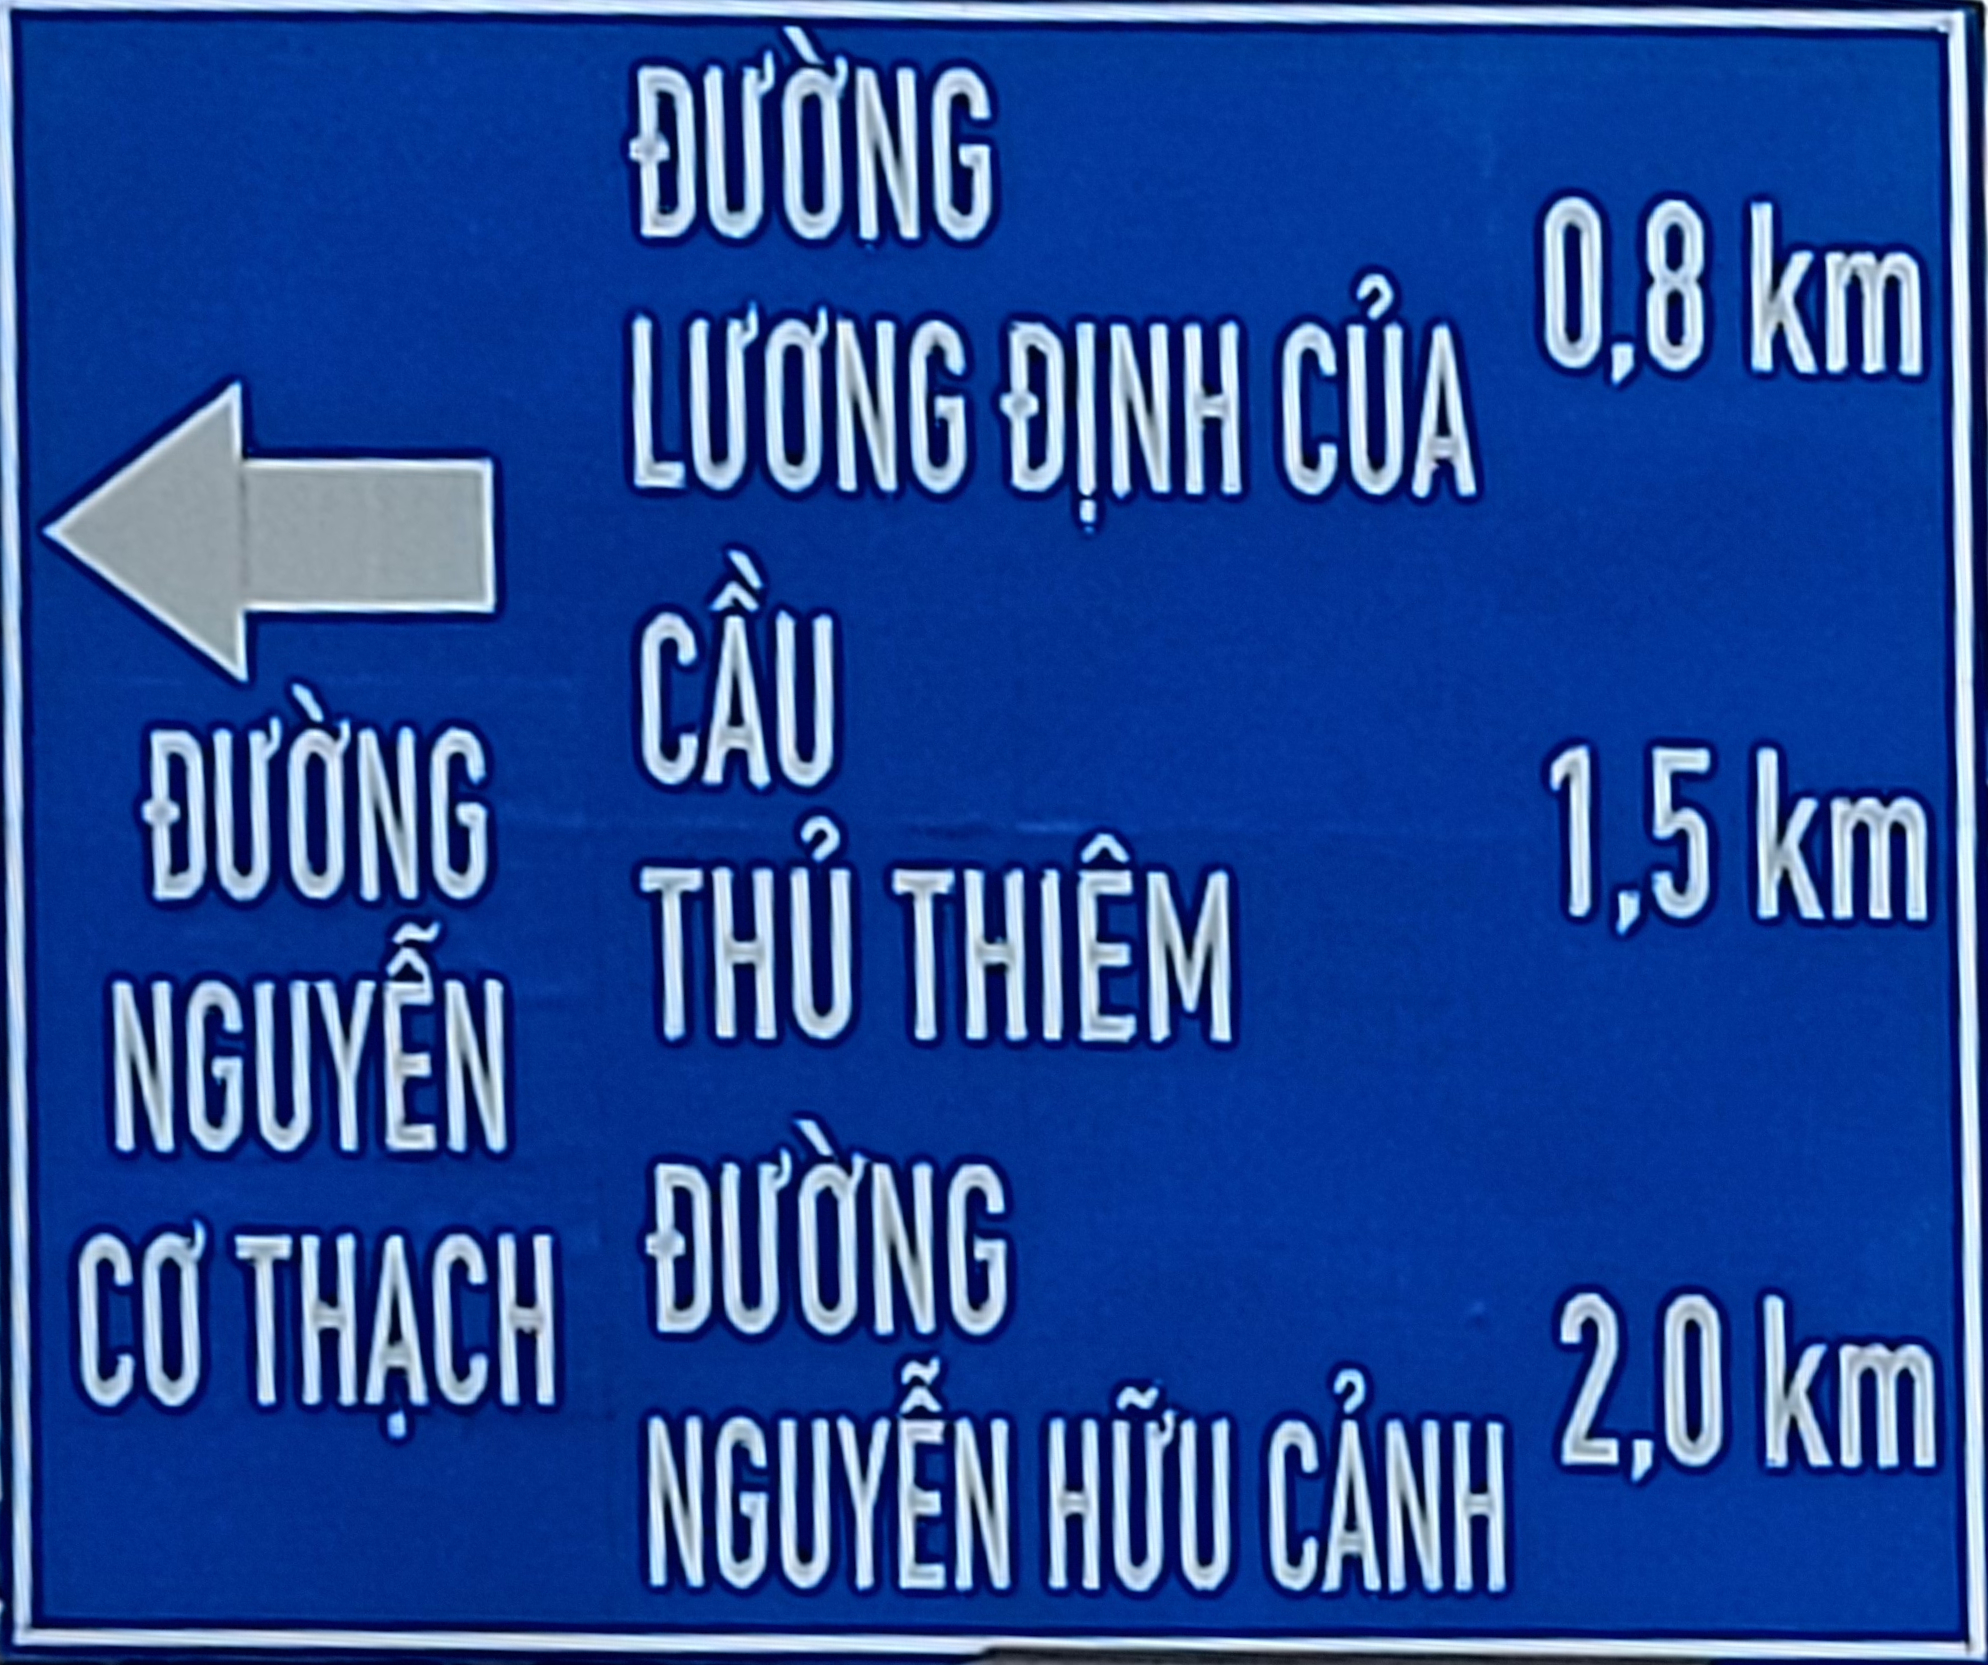 ĐƯỜNG
LƯƠNG ĐỊNH CỦA 0,8 km
CẦU
THỦ THIÊM 1,5 km
ĐƯỜNG
NGUYỄN HỮU CẢNH 2,0 km
ĐƯỜNG
NGUYỄN
CƠ THẠCH